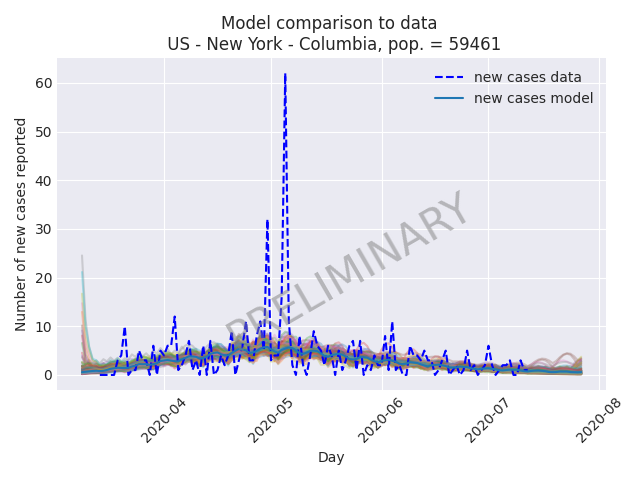 Model comparison to data
US - New York - Columbia, pop. = 59461
new cases data
new cases model
Number of new cases reported
60
50
40
30
20
10
0
PRELIMINARY
2020-04
2020-05
2020-06
2020-07
2020-08
Day